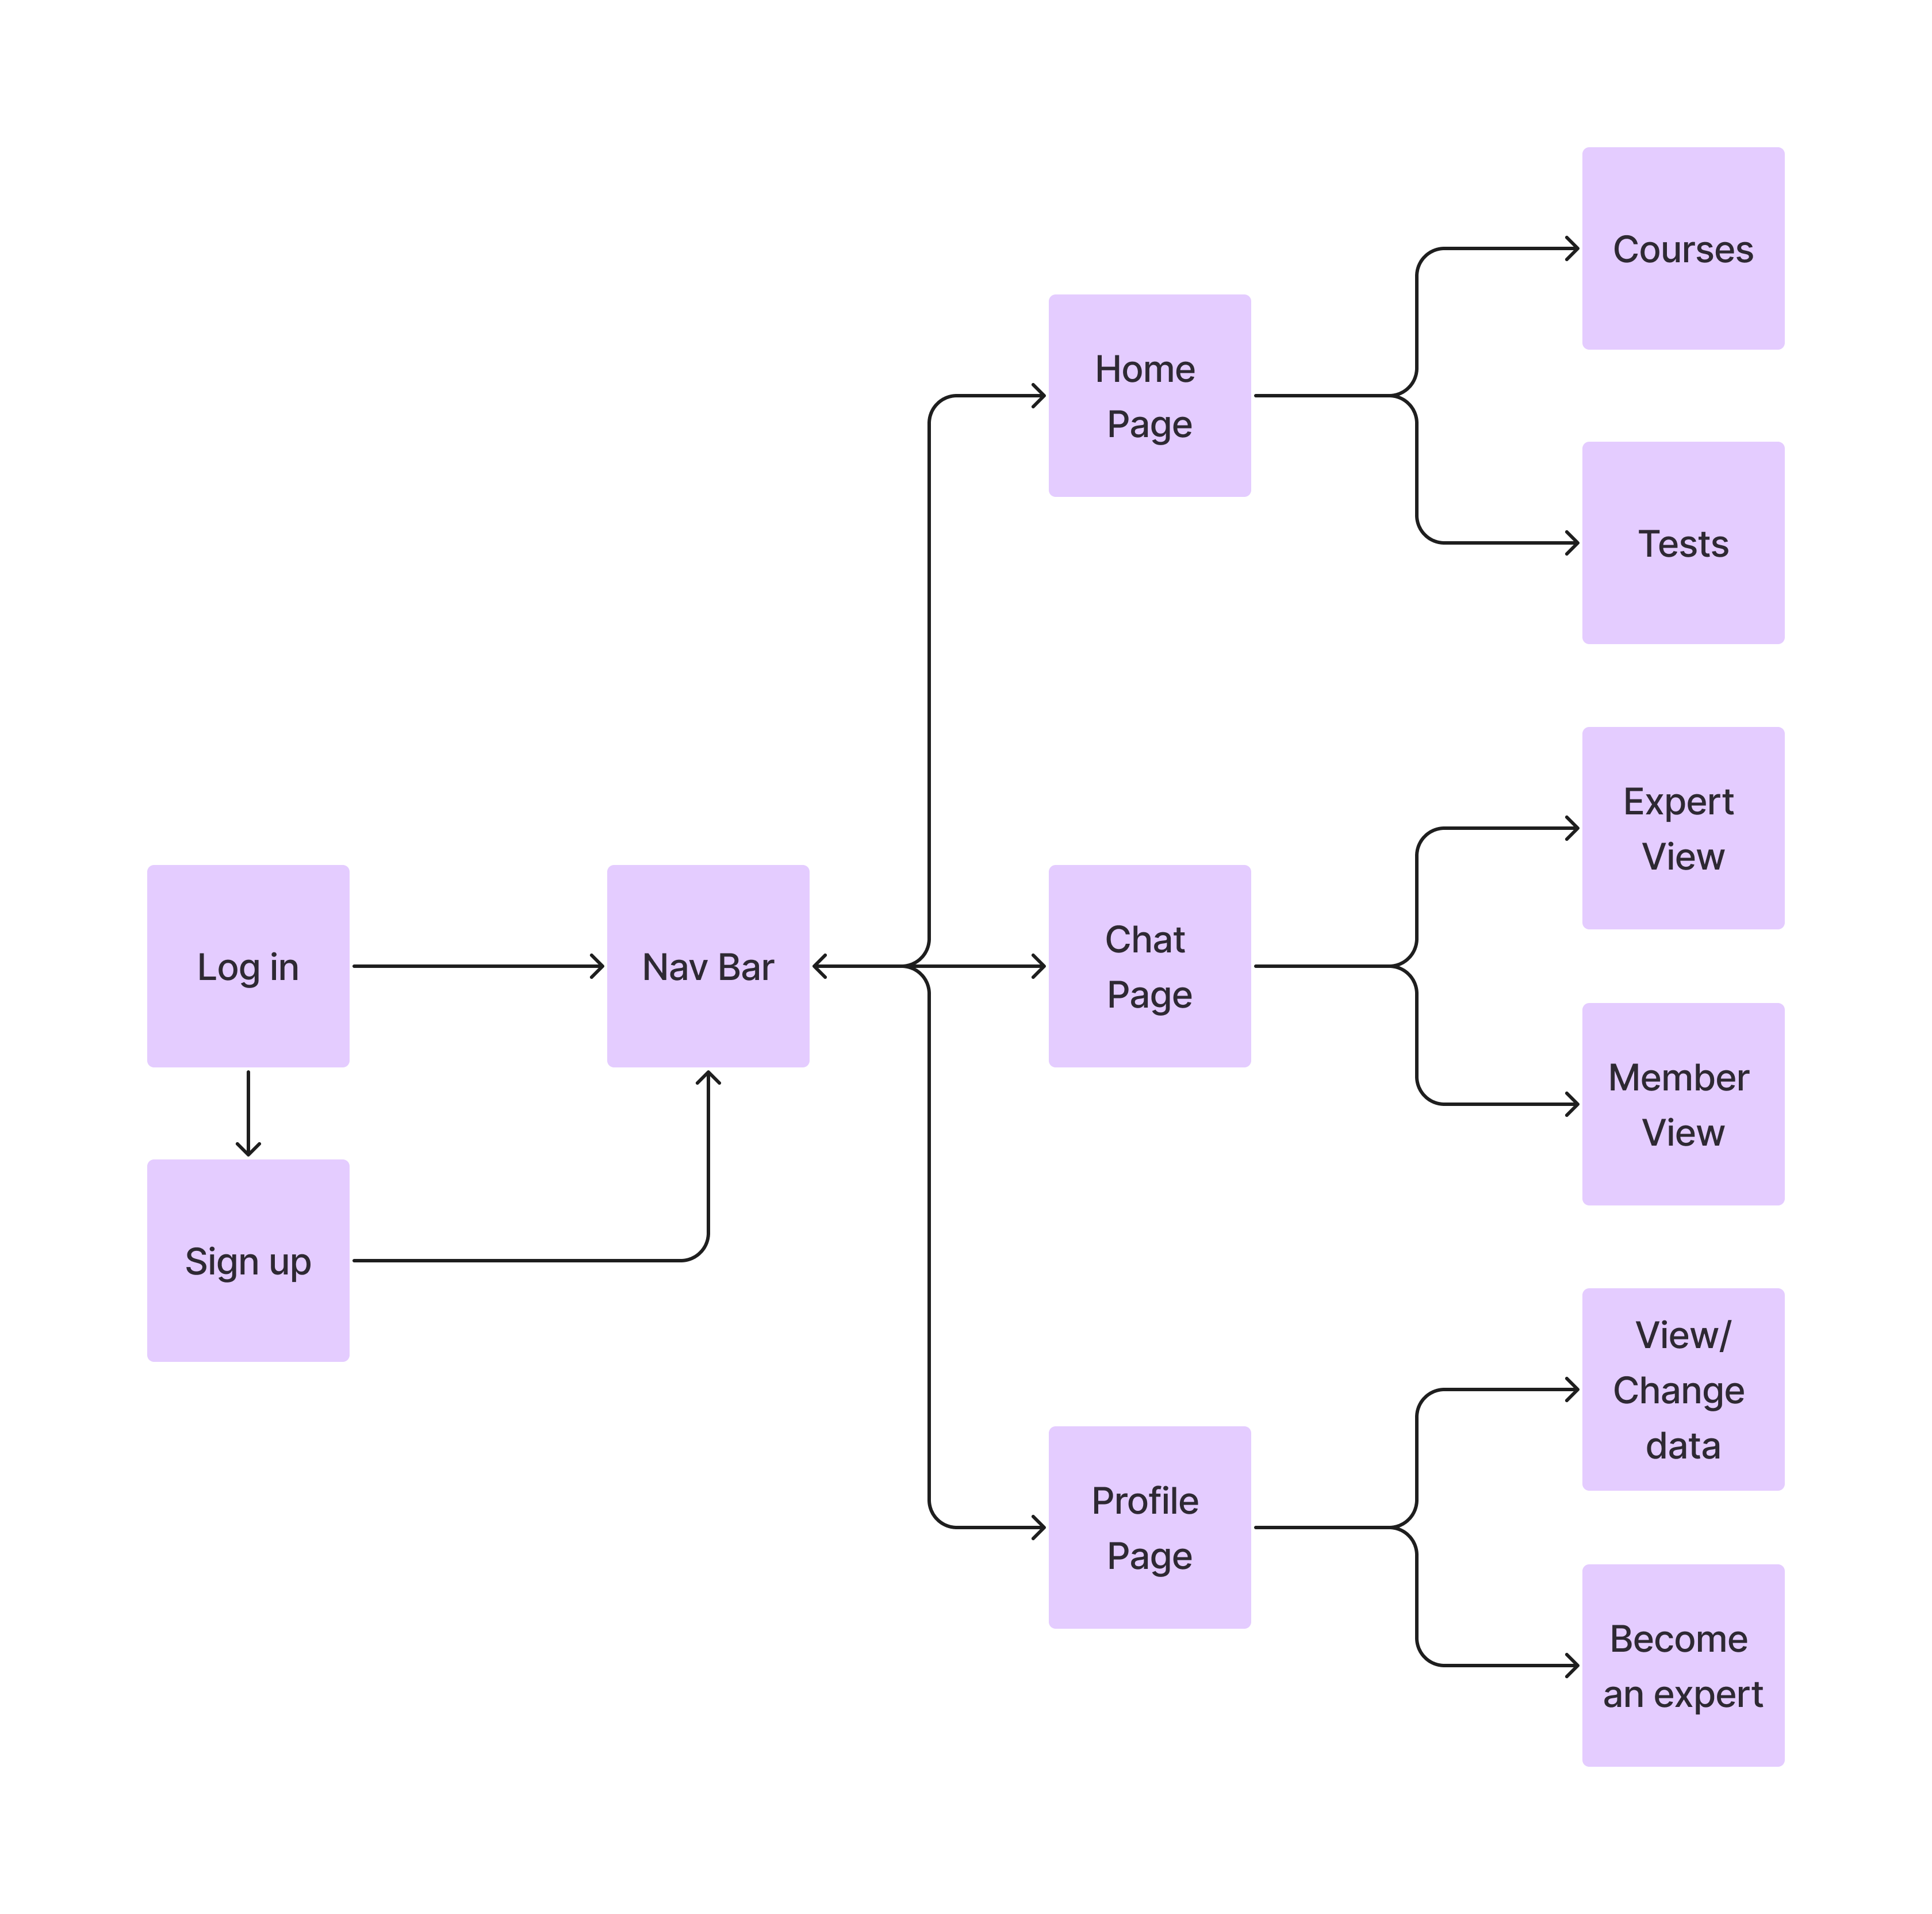 Courses
Home
Page
Tests
Expert
View
Log in
Nav Bar
Chat
Page
Member
View
Sign up
View/
Change
data
Profile
Page
Become
an expert